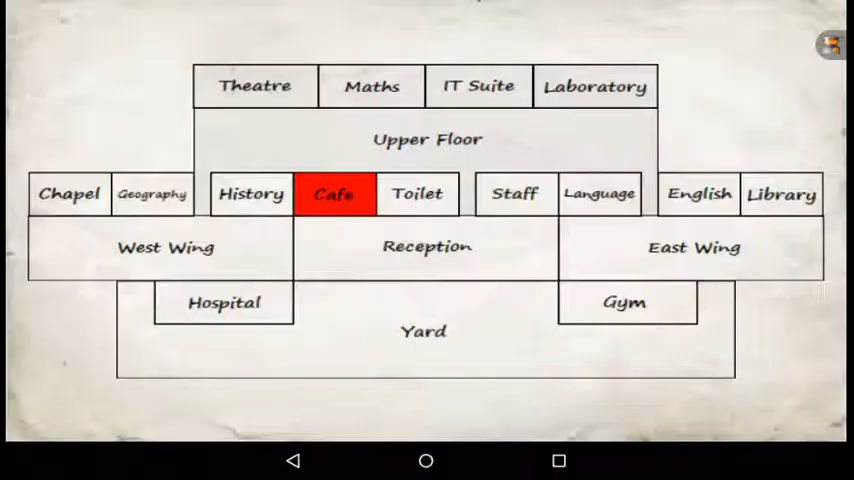 Theatre Maths IT Suite Laboratory
Upper Floor
Chapel Geography History Cafe Toilet Staff Language English Library
West Wing Reception East Wing
Hospital Gym
Yard